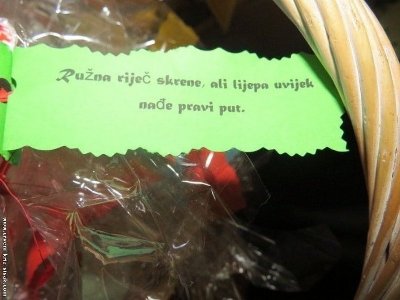 Ružna riječ skrene, ali lijepa uvijek
nađe pravi put.